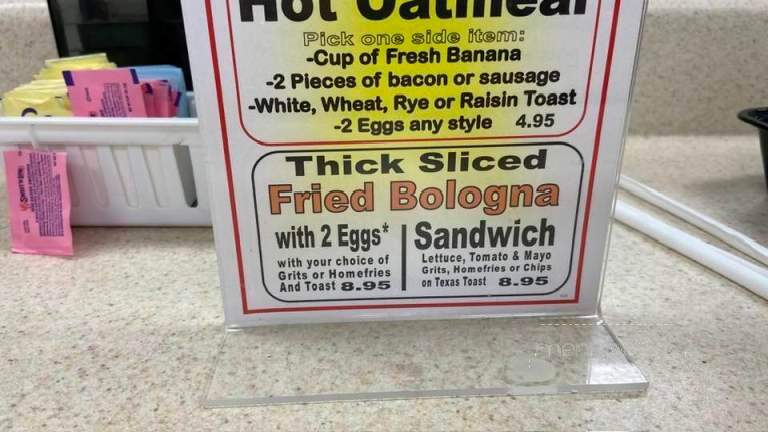 Hot Oatmeal
Pick one side item:
-Cup of Fresh Banana
-2 Pieces of bacon or sausage
-White, Wheat, Rye or Raisin Toast
-2 Eggs any style 4.95
Thick Sliced
Fried Bologna
with 2 Eggs*
with your choice of
Grits or Homefries
And Toast 8.95
Sandwich
Lettuce, Tomato & Mayo
Grits, Homefries or Chips
on Texas Toast 8.95